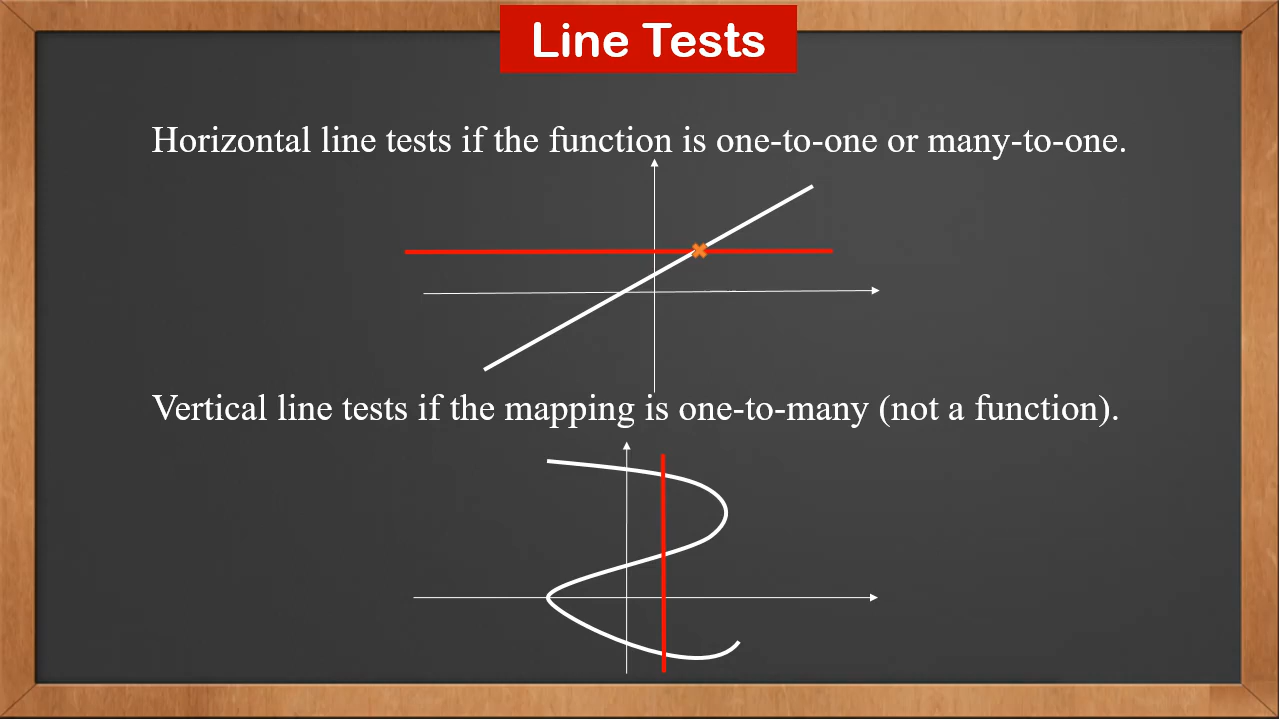 Line Tests
Horizontal line tests if the function is one-to-one or many-to-one.
Vertical line tests if the mapping is one-to-many (not a function).